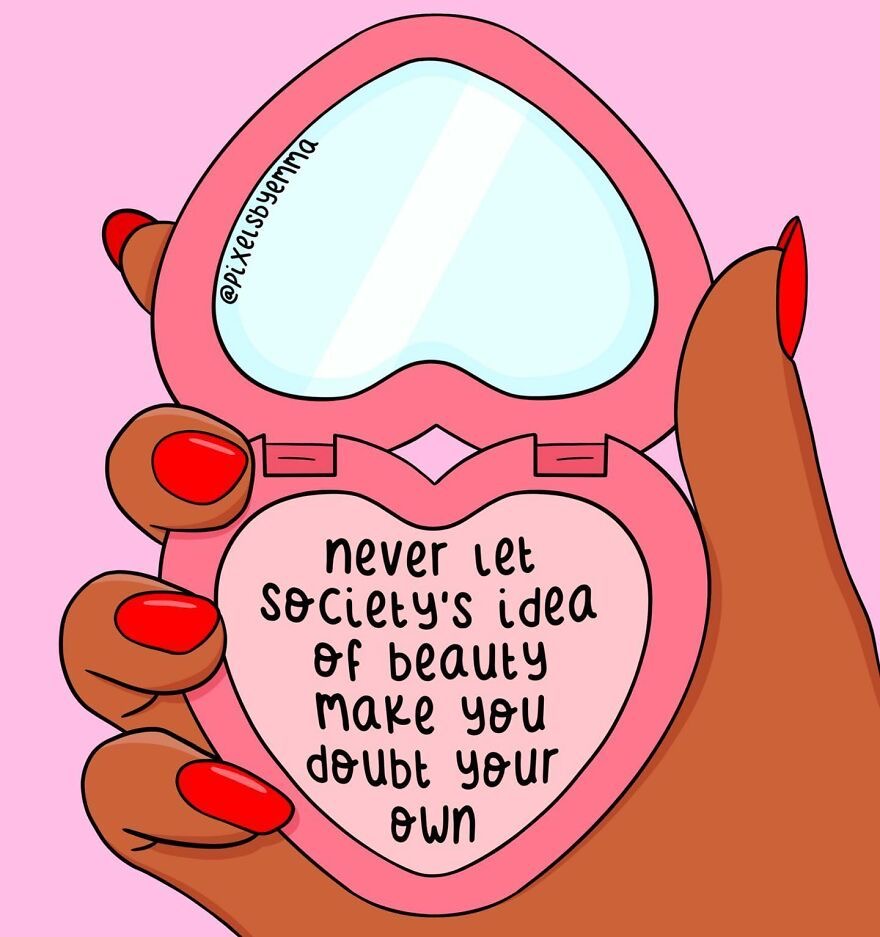 @pixelsbyemma
never let
society's idea
of beauty
make you
doubt your
own